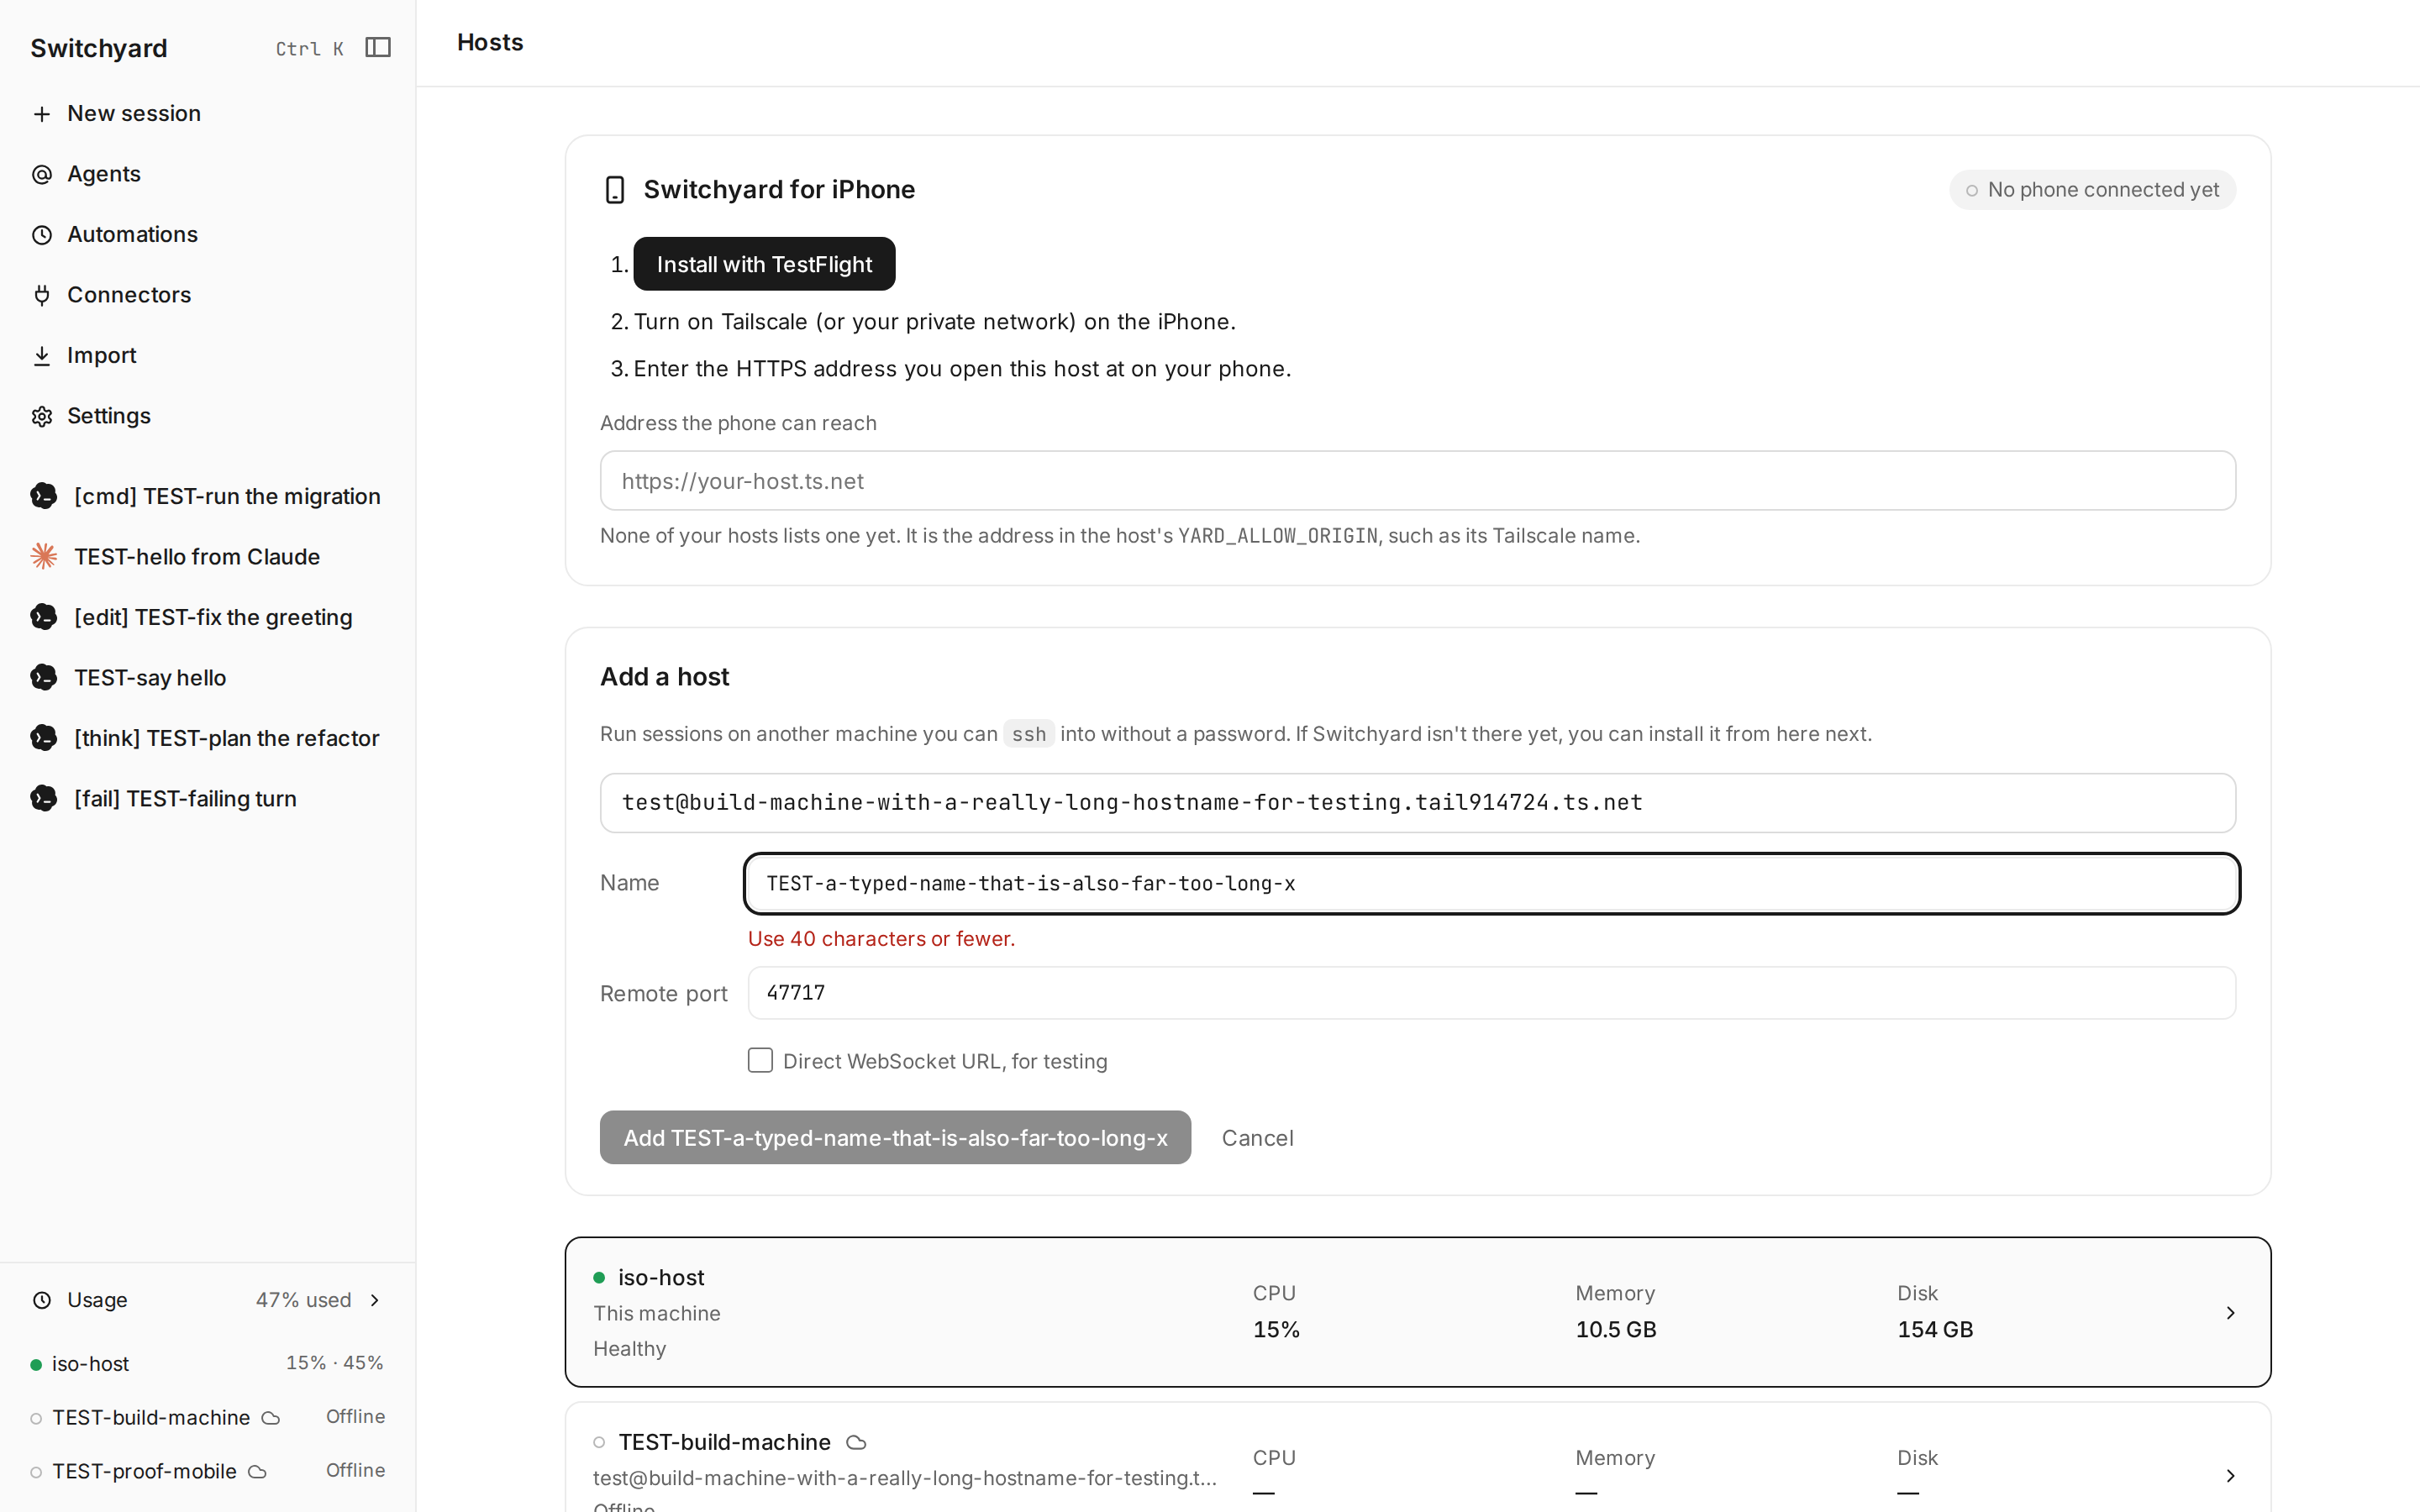 Switchyard
Ctrl K
New session
Agents
Automations
Connectors
Import
Settings
[cmd] TEST-run the migration
TEST-hello from Claude
[edit] TEST-fix the greeting
TEST-say hello
[think] TEST-plan the refactor
[fail] TEST-failing turn
Usage 47% used
iso-host 15% · 45%
TEST-build-machine Offline
TEST-proof-mobile Offline
Hosts
Switchyard for iPhone
No phone connected yet
1. Install with TestFlight
2. Turn on Tailscale (or your private network) on the iPhone.
3. Enter the HTTPS address you open this host at on your phone.
Address the phone can reach
https://your-host.ts.net
None of your hosts lists one yet. It is the address in the host's YARD_ALLOW_ORIGIN, such as its Tailscale name.
Add a host
Run sessions on another machine you can ssh into without a password. If Switchyard isn't there yet, you can install it from here next.
test@build-machine-with-a-really-long-hostname-for-testing.tail914724.ts.net
Name TEST-a-typed-name-that-is-also-far-too-long-x
Use 40 characters or fewer.
Remote port 47717
Direct WebSocket URL, for testing
Add TEST-a-typed-name-that-is-also-far-too-long-x Cancel
iso-host
This machine
Healthy
CPU
15%
Memory
10.5 GB
Disk
154 GB
TEST-build-machine
test@build-machine-with-a-really-long-hostname-for-testing.t...
Offline
CPU
—
Memory
—
Disk
—